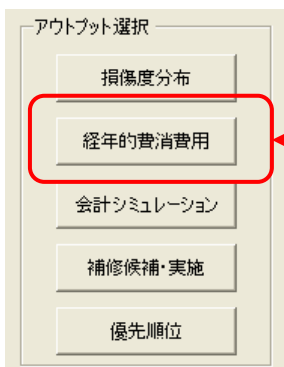 アウトプット選択
損傷度分布
経年的費消費用
会計シミュレーション
補修候補・実施
優先順位